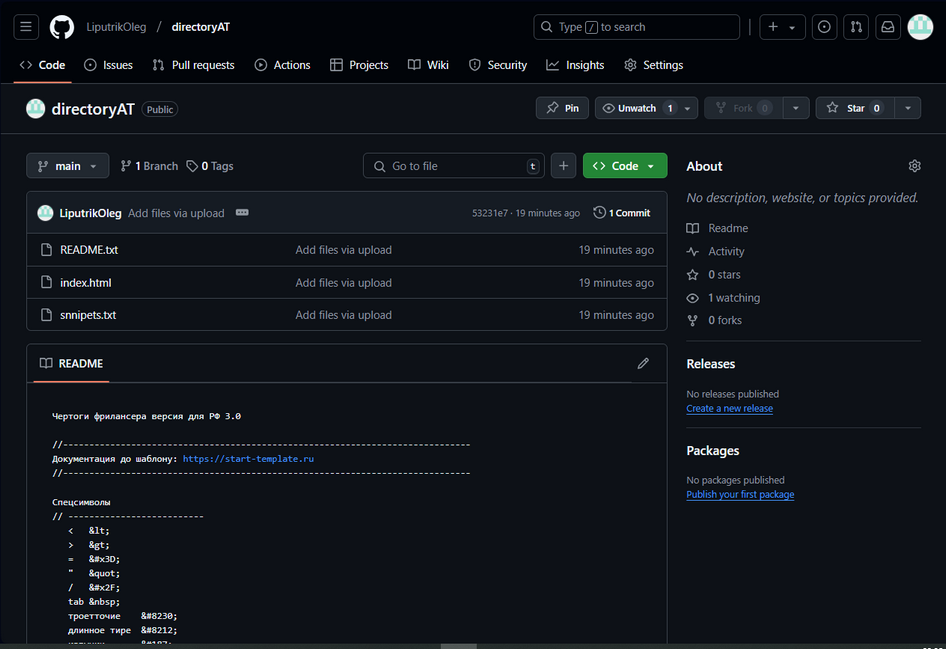 LiputrikOleg / directoryAT
Type / to search
Code Issues Pull requests Actions Projects Wiki Security Insights Settings
directoryAT Public
Pin Unwatch 1 Fork 0 Star 0
main 1 Branch 0 Tags Go to file t Code
LiputrikOleg Add files via upload 53231e7 · 19 minutes ago 1 Commit
README.txt Add files via upload 19 minutes ago
index.html Add files via upload 19 minutes ago
snnipets.txt Add files via upload 19 minutes ago
README
Чертоги фрилансера версия для РФ 3.0
//------------------------------------------------------------------------------
Документация до шаблону: https://start-template.ru
//------------------------------------------------------------------------------
Спецсимволы
// --------------------------
< &lt;
> &gt;
= &#x3D;
" &quot;
/ &#x2F;
tab &nbsp;
троетточие &#8230;
длинное тире &#8212;
About
No description, website, or topics provided.
Readme
Activity
0 stars
1 watching
0 forks
Releases
No releases published
Create a new release
Packages
No packages published
Publish your first package